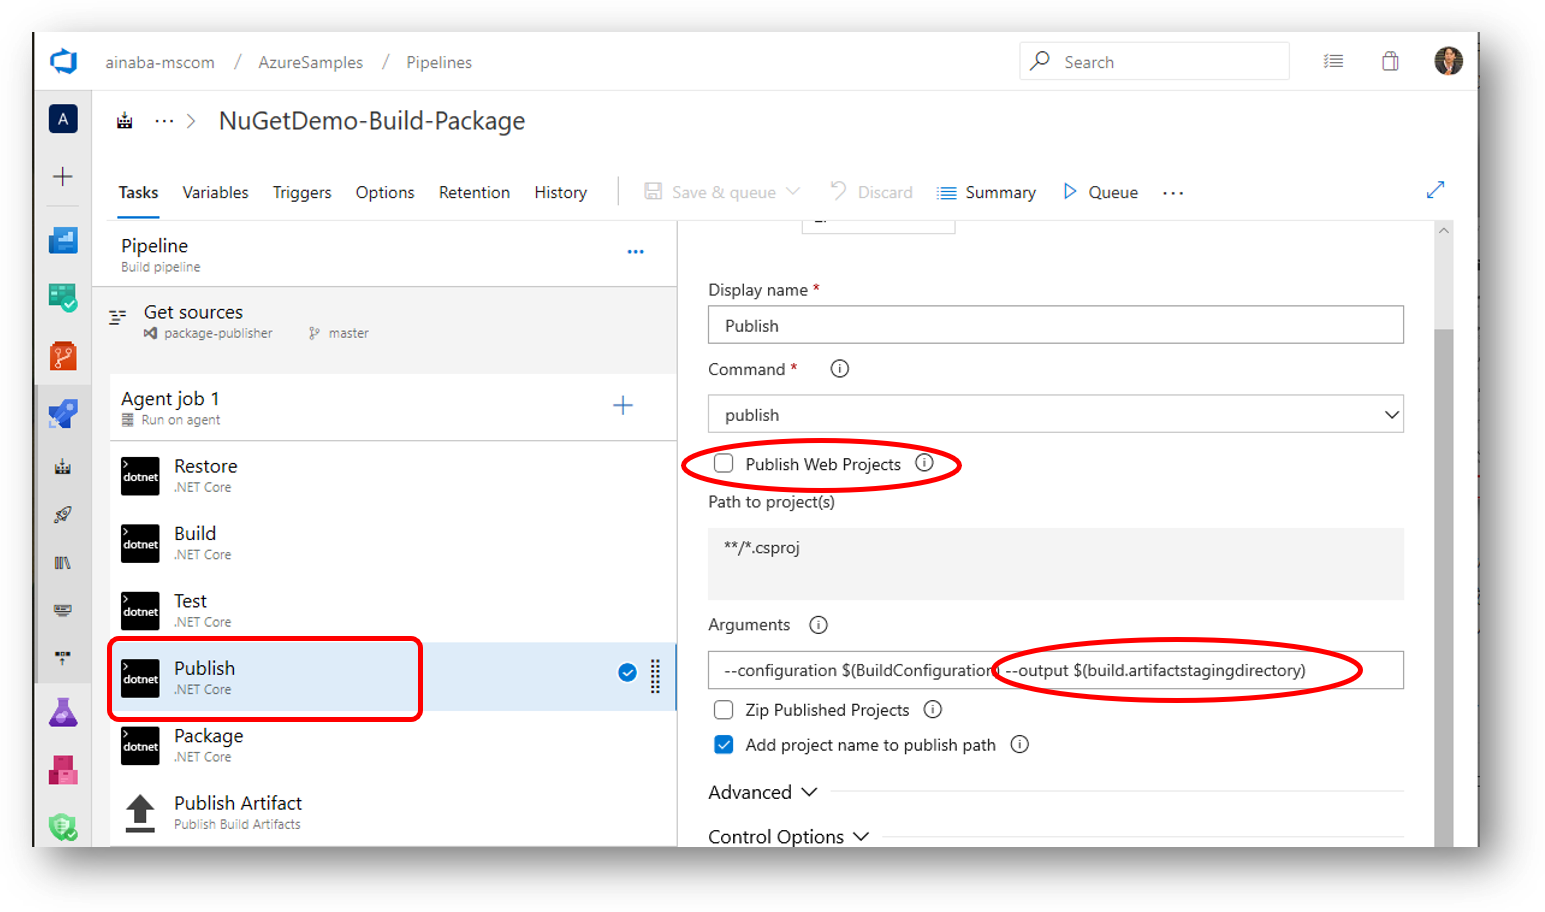 ainaba-mscom / AzureSamples / Pipelines
Search
A
··· > NuGetDemo-Build-Package
Tasks Variables Triggers Options Retention History Save & queue Discard Summary Queue ···
Pipeline
Build pipeline
Get sources
package-publisher master
Agent job 1
Run on agent
dotnet
Restore
.NET Core
dotnet
Build
.NET Core
dotnet
Test
.NET Core
dotnet
Publish
.NET Core
dotnet
Package
.NET Core
Publish Artifact
Publish Build Artifacts
Display name *
Publish
Command *
publish
Publish Web Projects
Path to project(s)
**/*.csproj
Arguments
--configuration $(BuildConfiguration) --output $(build.artifactstagingdirectory)
Zip Published Projects
Add project name to publish path
Advanced
Control Options